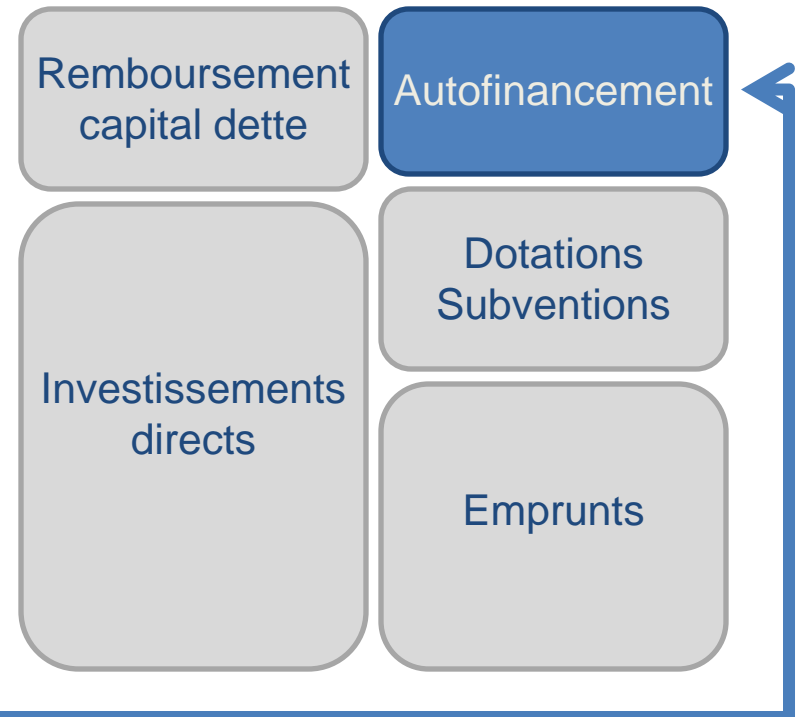 Remboursement
capital dette
Autofinancement
Dotations
Subventions
Investissements
directs
Emprunts